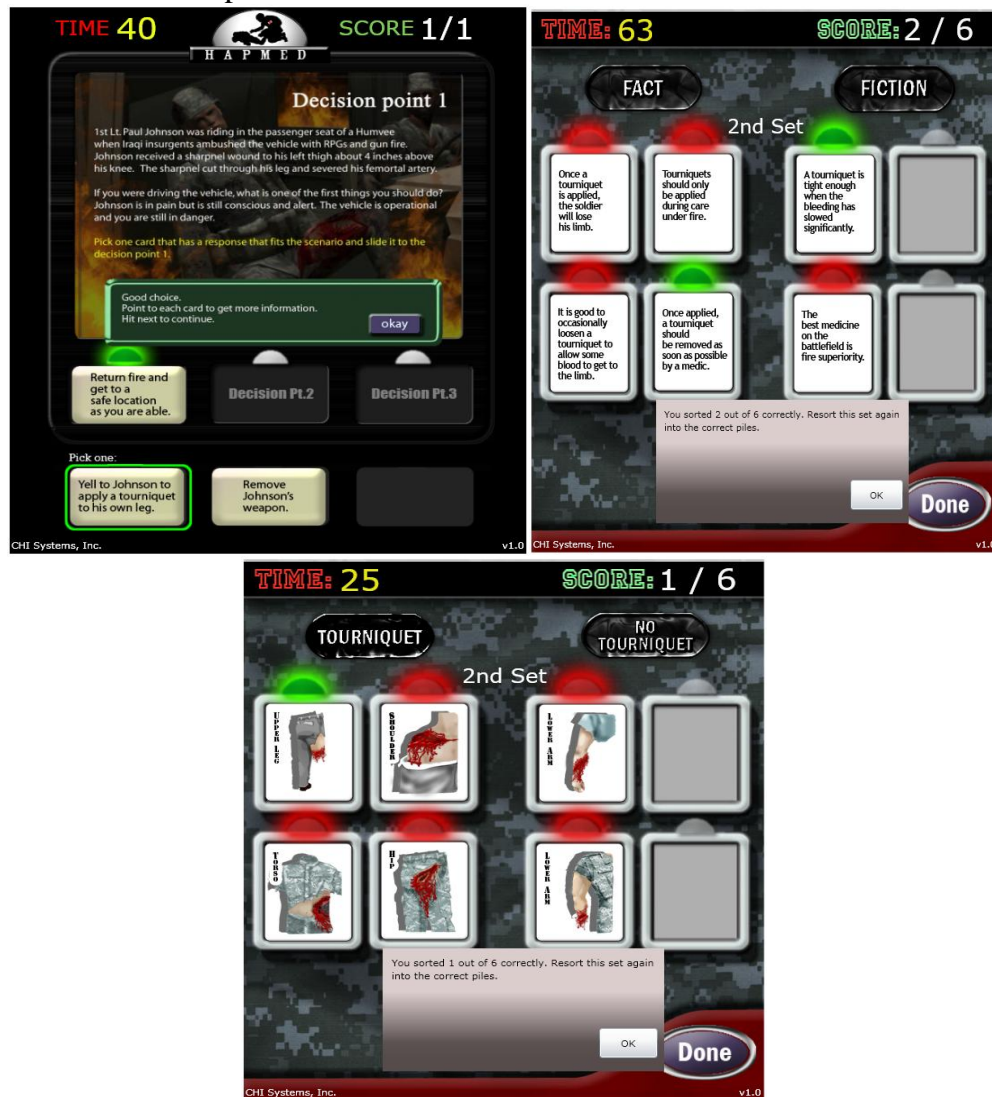 TIME 40
HAPMED
SCORE 1/1
Decision point 1
1st Lt. Paul Johnson was riding in the passenger seat of a Humvee
when Iraqi insurgents ambushed the vehicle with RPGs and gun fire.
Johnson received a sharpnel wound to his left thigh about 4 inches above
his knee. The sharpnel cut through his leg and severed his femortal artery.
If you were driving the vehicle, what is one of the first things you should do?
Johnson is in pain but is still conscious and alert. The vehicle is operational
and you are still in danger.
Pick one card that has a response that fits the scenario and slide it to the
decision point 1.
Good choice.
Point to each card to get more information.
Hit next to continue.
okay
Return fire and
get to a
safe location
as you are able.
Decision Pt.2
Decision Pt.3
Pick one:
Yell to Johnson to
apply a tourniquet
to his own leg.
Remove
Johnson's
weapon.
CHI Systems, Inc.
v1.0
TIME: 63
SCORE: 2 / 6
FACT
FICTION
2nd Set
Once a
tourniquet
is applied,
the soldier
will lose
his limb.
Tourniquets
should only
be applied
during care
under fire.
A tourniquet is
tight enough
when the
bleeding has
slowed
significantly.
It is good to
occasionally
loosen a
tourniquet to
allow some
blood to get to
the limb.
Once applied,
a tourniquet
should
be removed as
soon as possible
by a medic.
The
best medicine
on the
battlefield is
fire superiority.
You sorted 2 out of 6 correctly. Resort this set again
into the correct piles.
OK
Done
CHI Systems, Inc.
v1.0
TIME: 25
SCORE: 1 / 6
TOURNIQUET
NO
TOURNIQUET
2nd Set
UPPER LEG
SHOULDER
LOWER ARM
TORSO
HIP
LOWER ARM
You sorted 1 out of 6 correctly. Resort this set again
into the correct piles.
OK
Done
CHI Systems, Inc.
v1.0